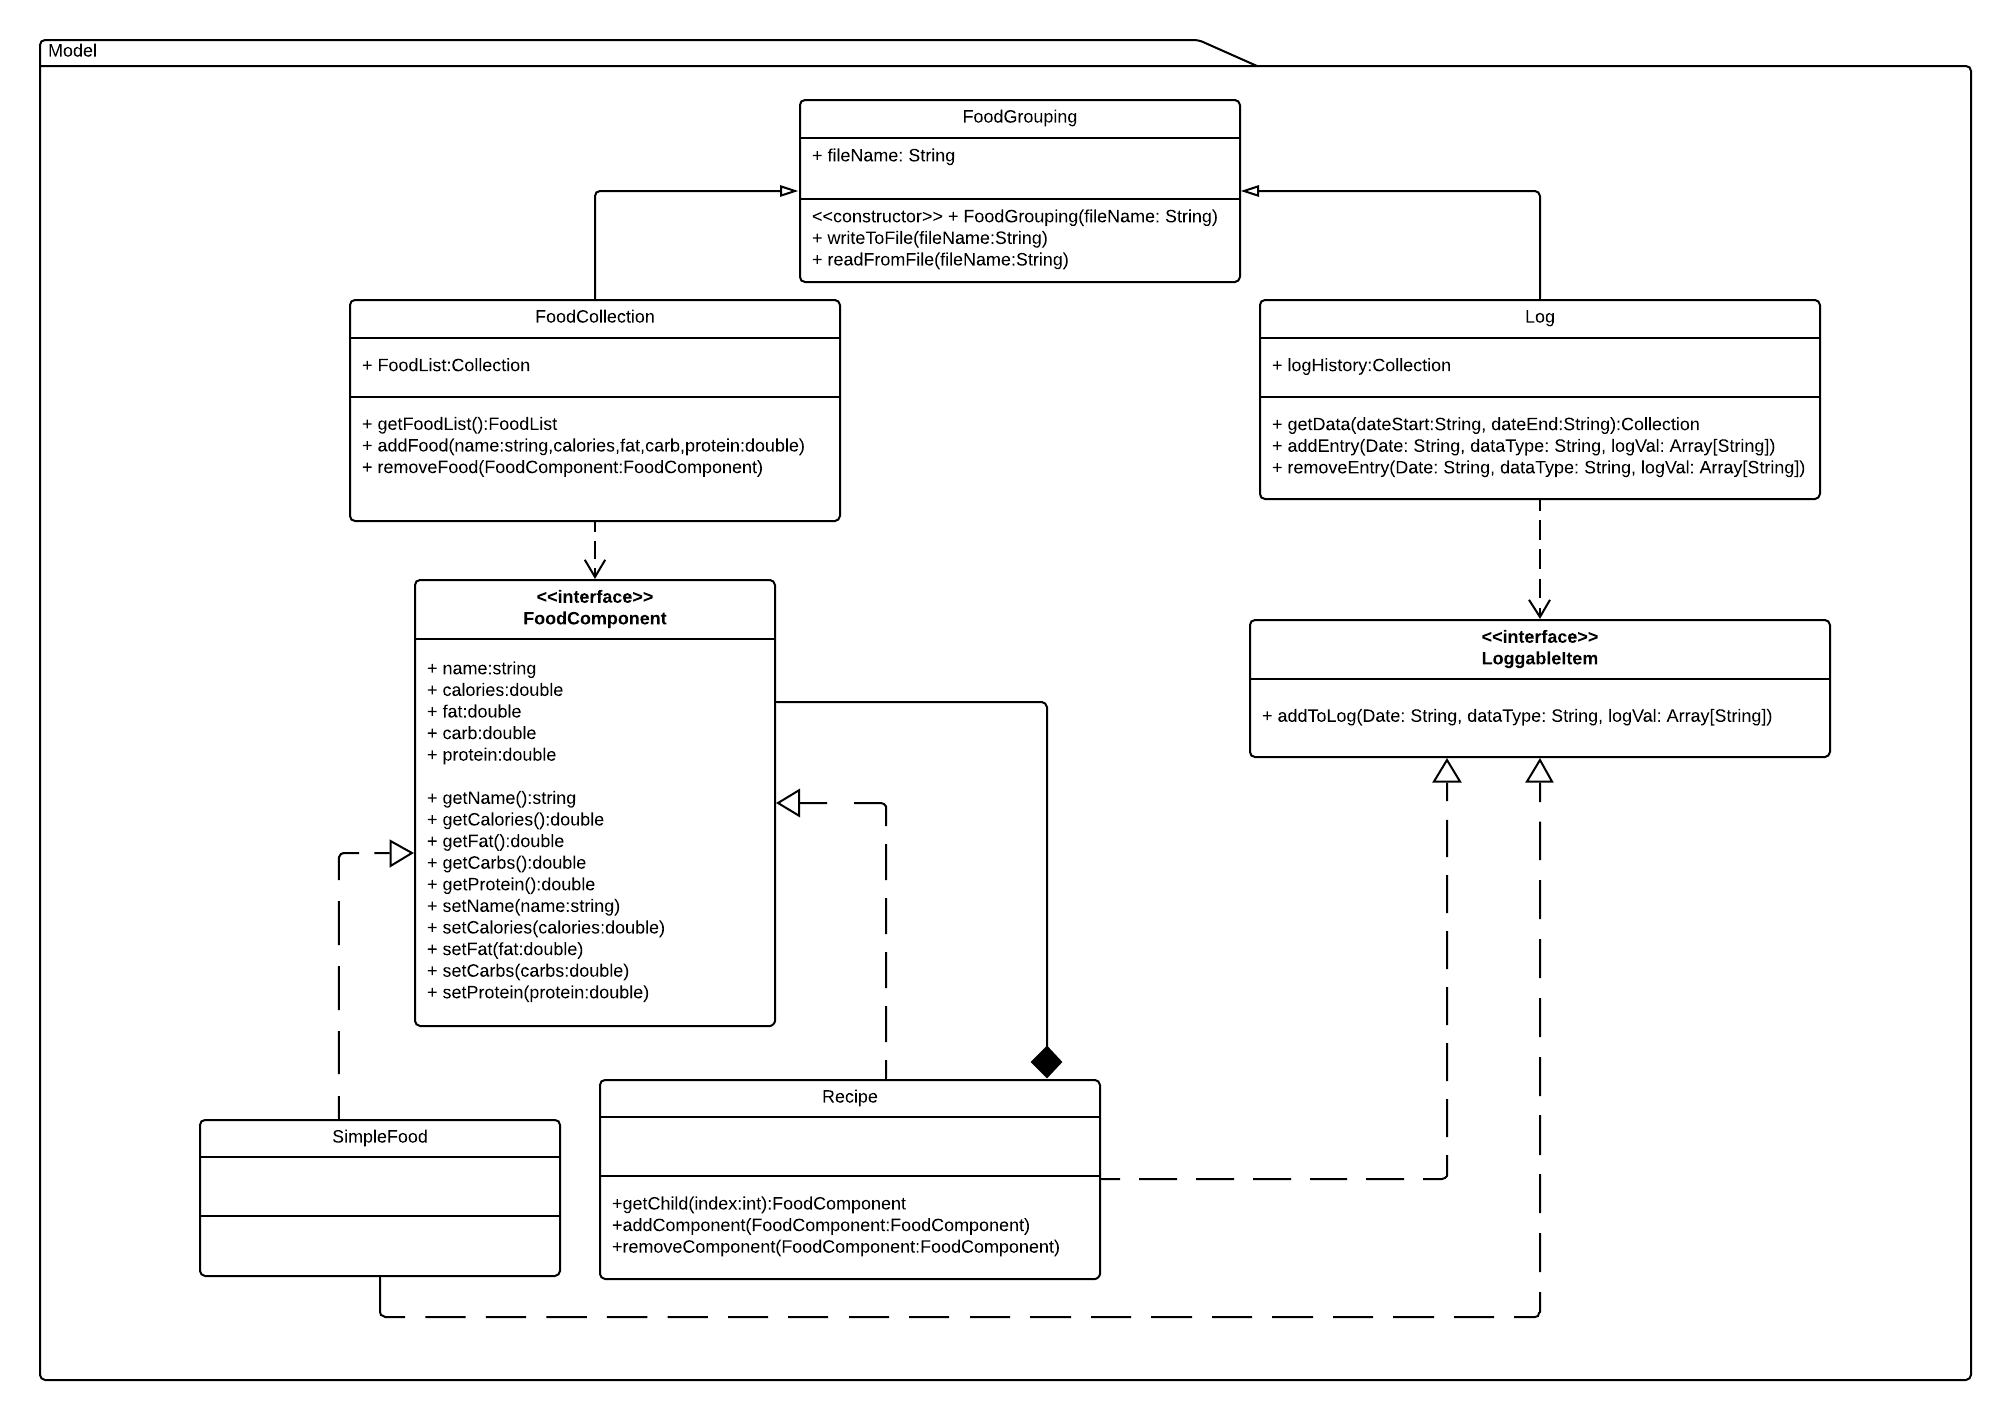 Model
FoodGrouping
+ fileName: String
<<constructor>> + FoodGrouping(fileName: String)
+ writeToFile(fileName:String)
+ readFromFile(fileName:String)
FoodCollection
+ FoodList:Collection
+ getFoodList():FoodList
+ addFood(name:string,calories,fat,carb,protein:double)
+ removeFood(FoodComponent:FoodComponent)
Log
+ logHistory:Collection
+ getData(dateStart:String, dateEnd:String):Collection
+ addEntry(Date: String, dataType: String, logVal: Array[String])
+ removeEntry(Date: String, dataType: String, logVal: Array[String])
<<interface>>
FoodComponent
+ name:string
+ calories:double
+ fat:double
+ carb:double
+ protein:double
+ getName():string
+ getCalories():double
+ getFat():double
+ getCarbs():double
+ getProtein():double
+ setName(name:string)
+ setCalories(calories:double)
+ setFat(fat:double)
+ setCarbs(carbs:double)
+ setProtein(protein:double)
<<interface>>
LoggableItem
+ addToLog(Date: String, dataType: String, logVal: Array[String])
SimpleFood
Recipe
+getChild(index:int):FoodComponent
+addComponent(FoodComponent:FoodComponent)
+removeComponent(FoodComponent:FoodComponent)